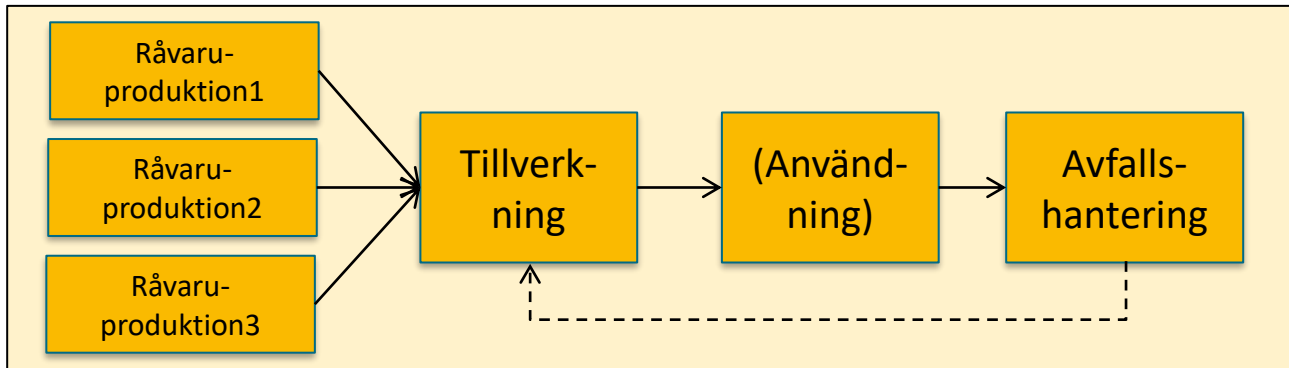 Råvaru-
produktion1
Råvaru-
produktion2
Råvaru-
produktion3
Tillverk-
ning
(Använd-
ning)
Avfalls-
hantering